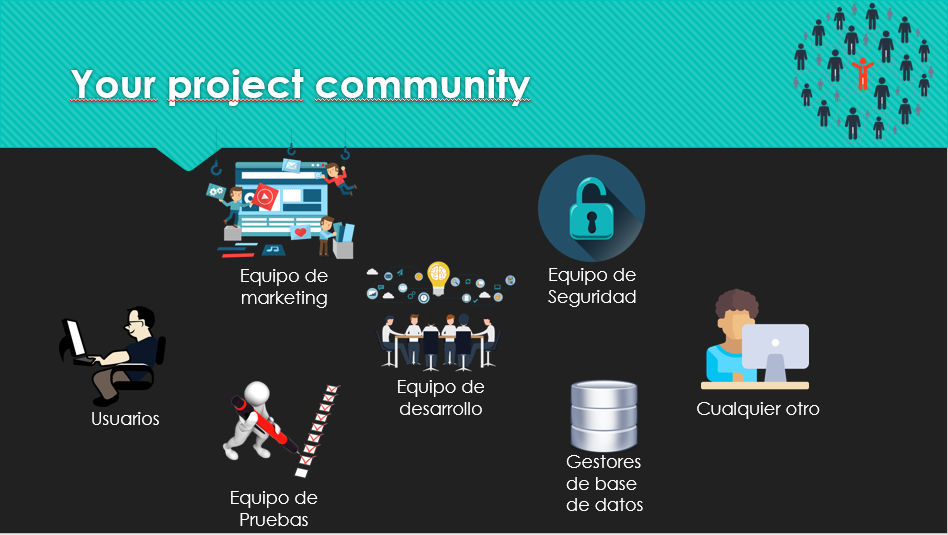 Your project community
Equipo de
marketing
Equipo de
Seguridad
Equipo de
desarrollo
Usuarios
Cualquier otro
Equipo de
Pruebas
Gestores
de base
de datos